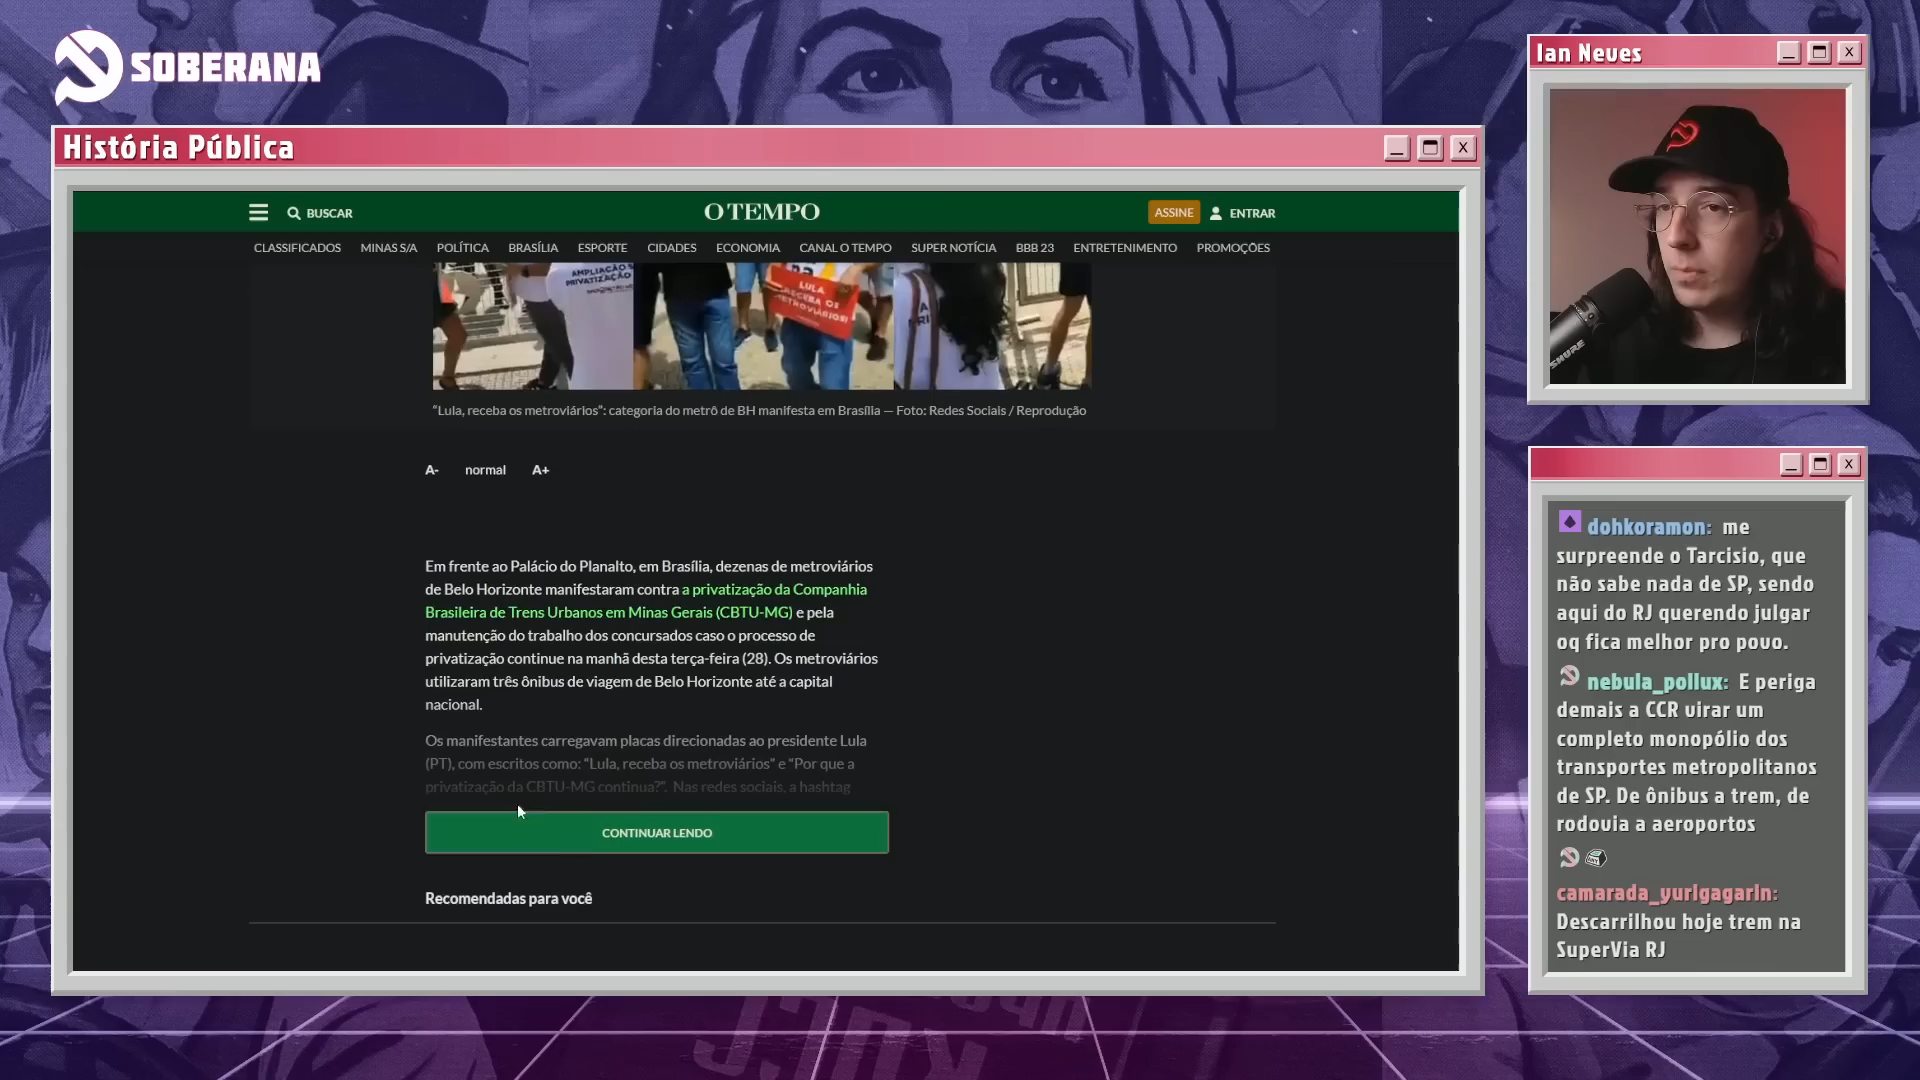 SOBERANA
História Pública
BUSCAR
O TEMPO
ASSINE
ENTRAR
CLASSIFICADOS MINAS S/A POLÍTICA BRASÍLIA ESPORTE CIDADES ECONOMIA CANAL O TEMPO SUPER NOTÍCIA BBB 23 ENTRETENIMENTO PROMOÇÕES
AMPLIAÇÃO
PRIVATIZAÇÃO
LULA
RECEBA OS
METROVIÁRIOS!
“Lula, receba os metroviários”: categoria do metrô de BH manifesta em Brasília — Foto: Redes Sociais / Reprodução
A- normal A+
Em frente ao Palácio do Planalto, em Brasília, dezenas de metroviários
de Belo Horizonte manifestaram contra a privatização da Companhia
Brasileira de Trens Urbanos em Minas Gerais (CBTU-MG) e pela
manutenção do trabalho dos concursados caso o processo de
privatização continue na manhã desta terça-feira (28). Os metroviários
utilizaram três ônibus de viagem de Belo Horizonte até a capital
nacional.
Os manifestantes carregavam placas direcionadas ao presidente Lula
(PT), com escritos como: “Lula, receba os metroviários” e “Por que a
privatização da CBTU-MG continua?”. Nas redes sociais, a hashtag
CONTINUAR LENDO
Recomendadas para você
Ian Neves
SHURE
dohkoramon: me
surpreende o Tarcisio, que
não sabe nada de SP, sendo
aqui do RJ querendo julgar
oq fica melhor pro povo.
nebula_pollux: E periga
demais a CCR virar um
completo monopólio dos
transportes metropolitanos
de SP. De ônibus a trem, de
rodovia a aeroportos
camarada_yurigagarin:
Descarrilhou hoje trem na
SuperVia RJ